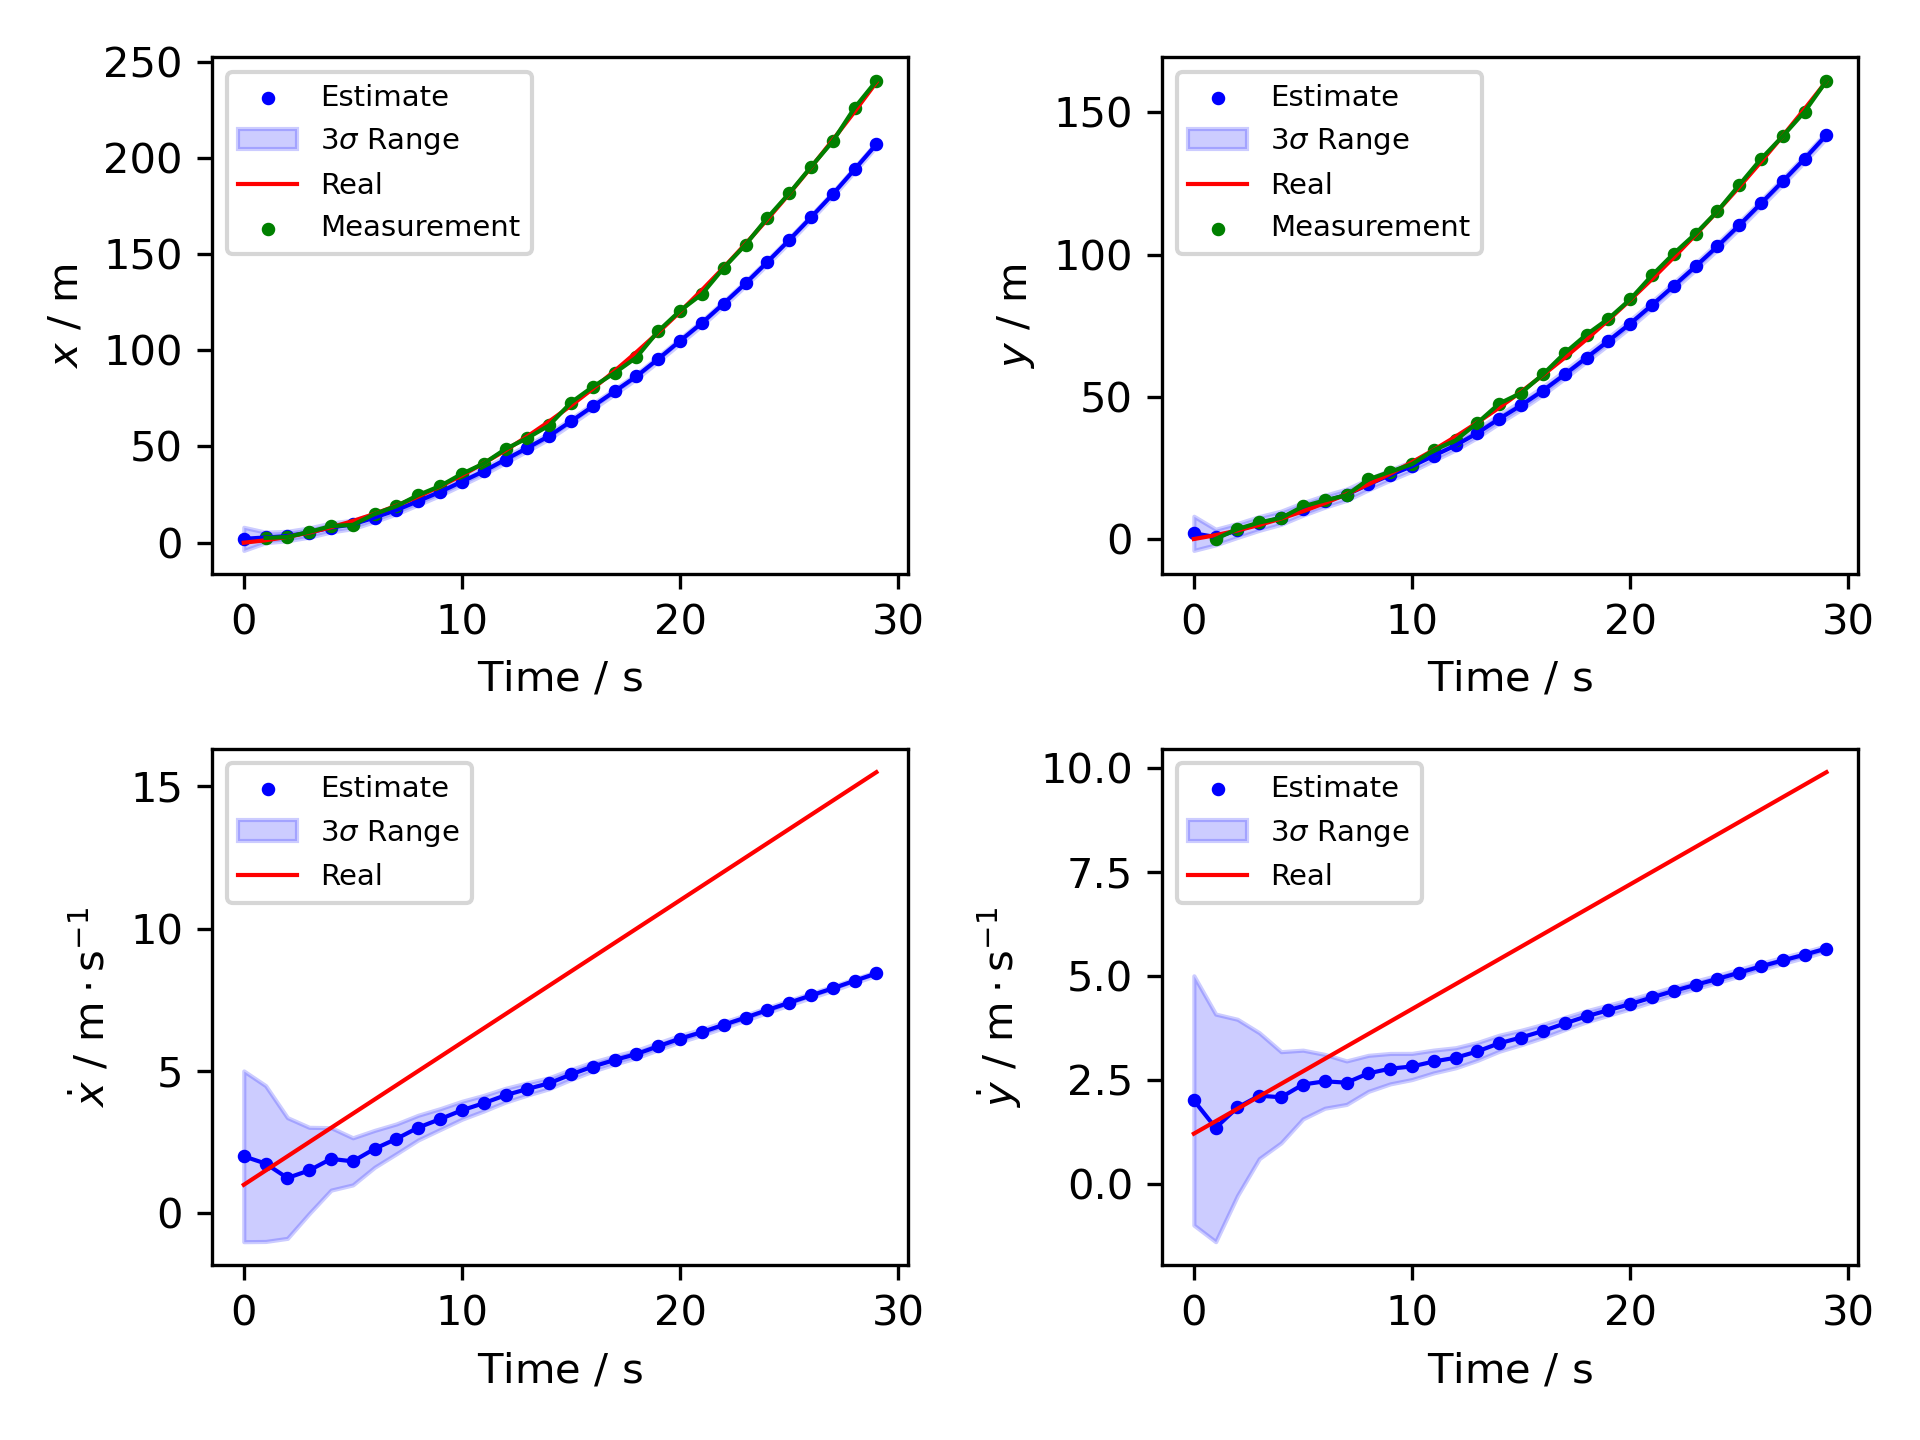 250
200
150
100
50
0
x / m
Estimate
3σ Range
Real
Measurement
0 10 20 30
Time / s
150
100
50
0
y / m
Estimate
3σ Range
Real
Measurement
0 10 20 30
Time / s
15
10
5
0
ẋ / m · s⁻¹
Estimate
3σ Range
Real
0 10 20 30
Time / s
10.0
7.5
5.0
2.5
0.0
ẏ / m · s⁻¹
Estimate
3σ Range
Real
0 10 20 30
Time / s